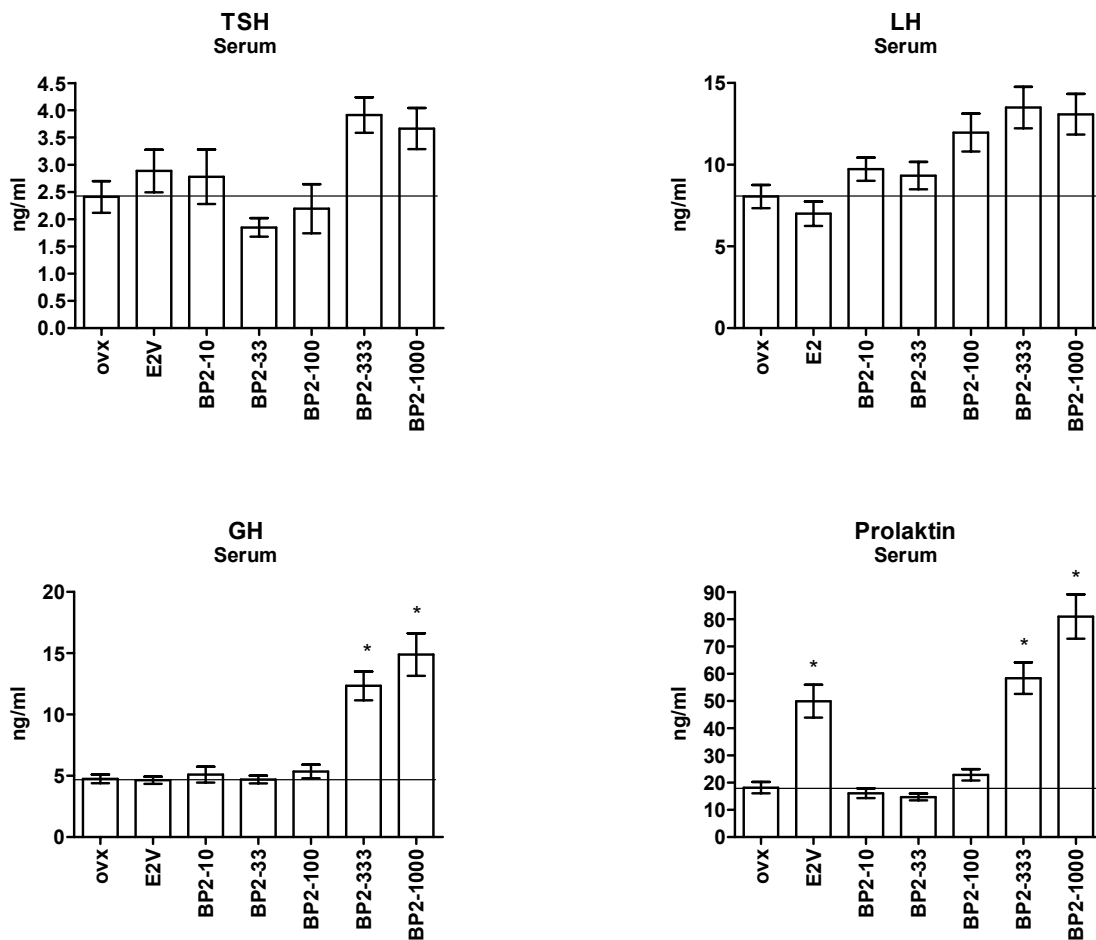 TSH
Serum
4.5
4.0
3.5
3.0
2.5
2.0
1.5
1.0
0.5
0.0
ng/ml
ovx
E2V
BP2-10
BP2-33
BP2-100
BP2-333
BP2-1000
LH
Serum
15
10
5
0
ng/ml
ovx
E2
BP2-10
BP2-33
BP2-100
BP2-333
BP2-1000
GH
Serum
20
15
10
5
0
ng/ml
*
*
ovx
E2V
BP2-10
BP2-33
BP2-100
BP2-333
BP2-1000
Prolaktin
Serum
90
80
70
60
50
40
30
20
10
0
ng/ml
*
*
*
ovx
E2V
BP2-10
BP2-33
BP2-100
BP2-333
BP2-1000